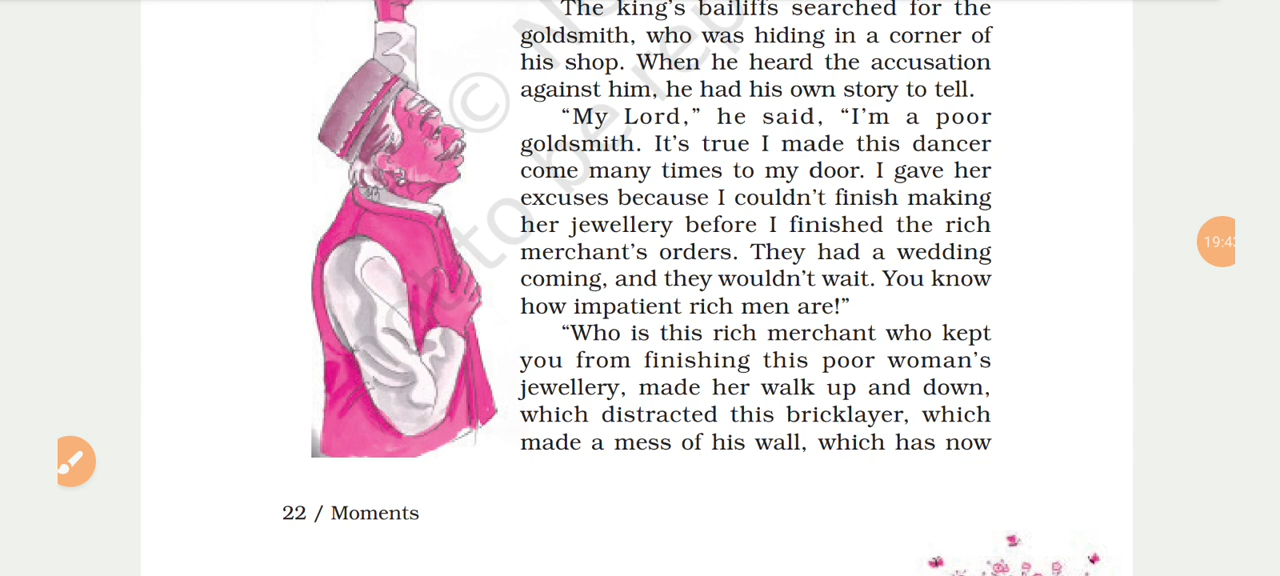 The king's bailiffs searched for the
goldsmith, who was hiding in a corner of
his shop. When he heard the accusation
against him, he had his own story to tell.
“My Lord,” he said, “I'm a poor
goldsmith. It's true I made this dancer
come many times to my door. I gave her
excuses because I couldn't finish making
her jewellery before I finished the rich
merchant's orders. They had a wedding
coming, and they wouldn't wait. You know
how impatient rich men are!”
“Who is this rich merchant who kept
you from finishing this poor woman's
jewellery, made her walk up and down,
which distracted this bricklayer, which
made a mess of his wall, which has now
22 / Moments